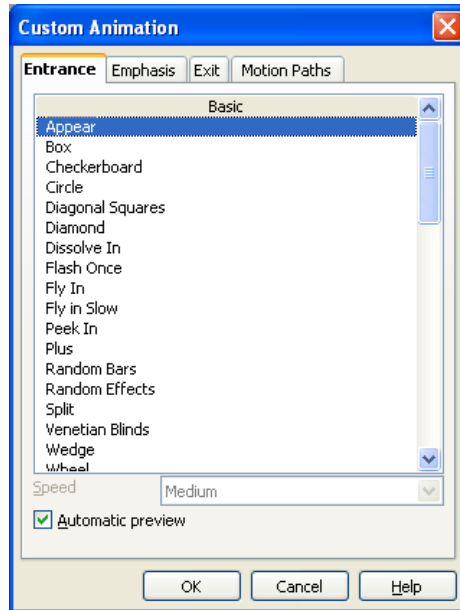 Custom Animation
Entrance Emphasis Exit Motion Paths
Basic
Appear
Box
Checkerboard
Circle
Diagonal Squares
Diamond
Dissolve In
Flash Once
Fly In
Fly in Slow
Peek In
Plus
Random Bars
Random Effects
Split
Venetian Blinds
Wedge
Wheel
Speed Medium
Automatic preview
OK Cancel Help